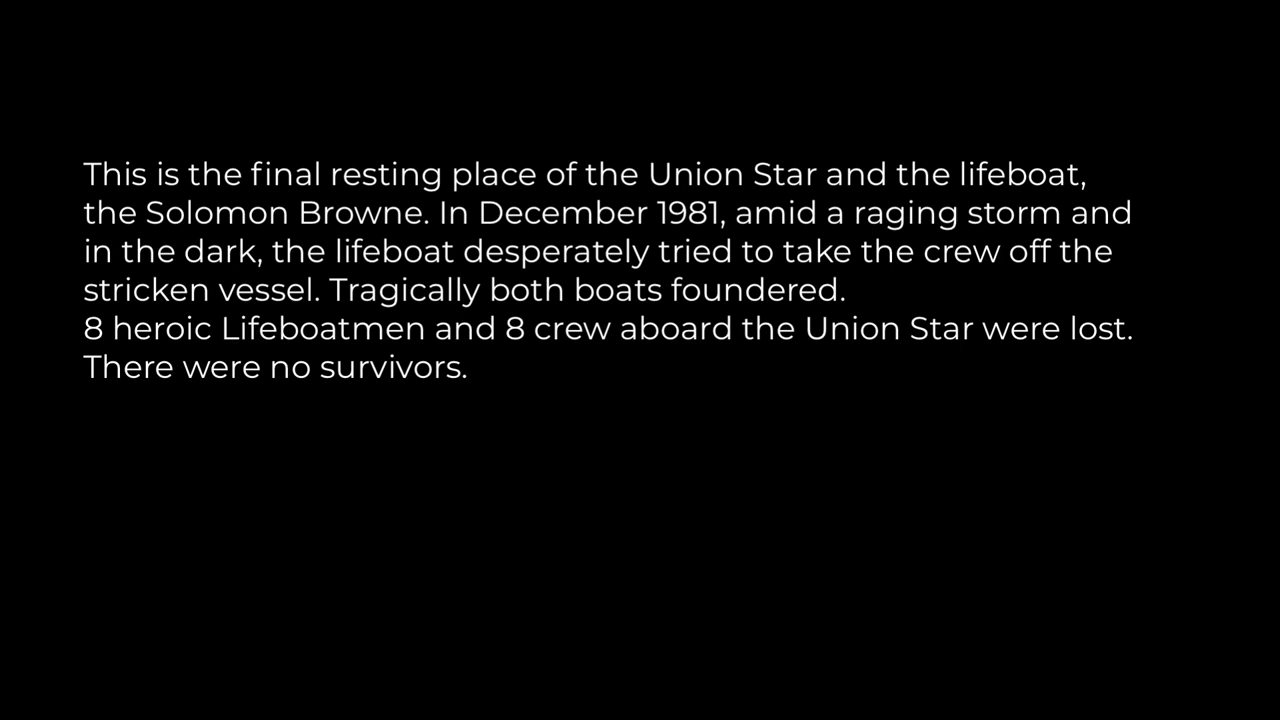 This is the final resting place of the Union Star and the lifeboat,
the Solomon Browne. In December 1981, amid a raging storm and
in the dark, the lifeboat desperately tried to take the crew off the
stricken vessel. Tragically both boats foundered.
8 heroic Lifeboatmen and 8 crew aboard the Union Star were lost.
There were no survivors.